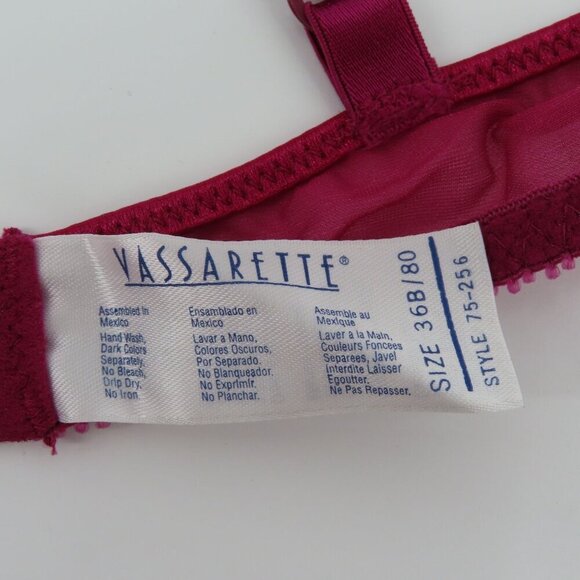 VASSARETTE®
Assembled in
Mexico
Hand Wash,
Dark Colors
Separately.
No Bleach.
Drip Dry.
No Iron.
Ensamblado en
Mexico
Lavar a Mano,
Colores Oscuros,
Por Separado.
No Blanqueador.
No Exprimir.
No Planchar.
Assemble au
Mexique
Laver à la Main,
Couleurs Foncees
Separees, Javel
Interdite Laisser
Egoutter.
Ne Pas Repasser.
SIZE 36B/80
STYLE 75-256